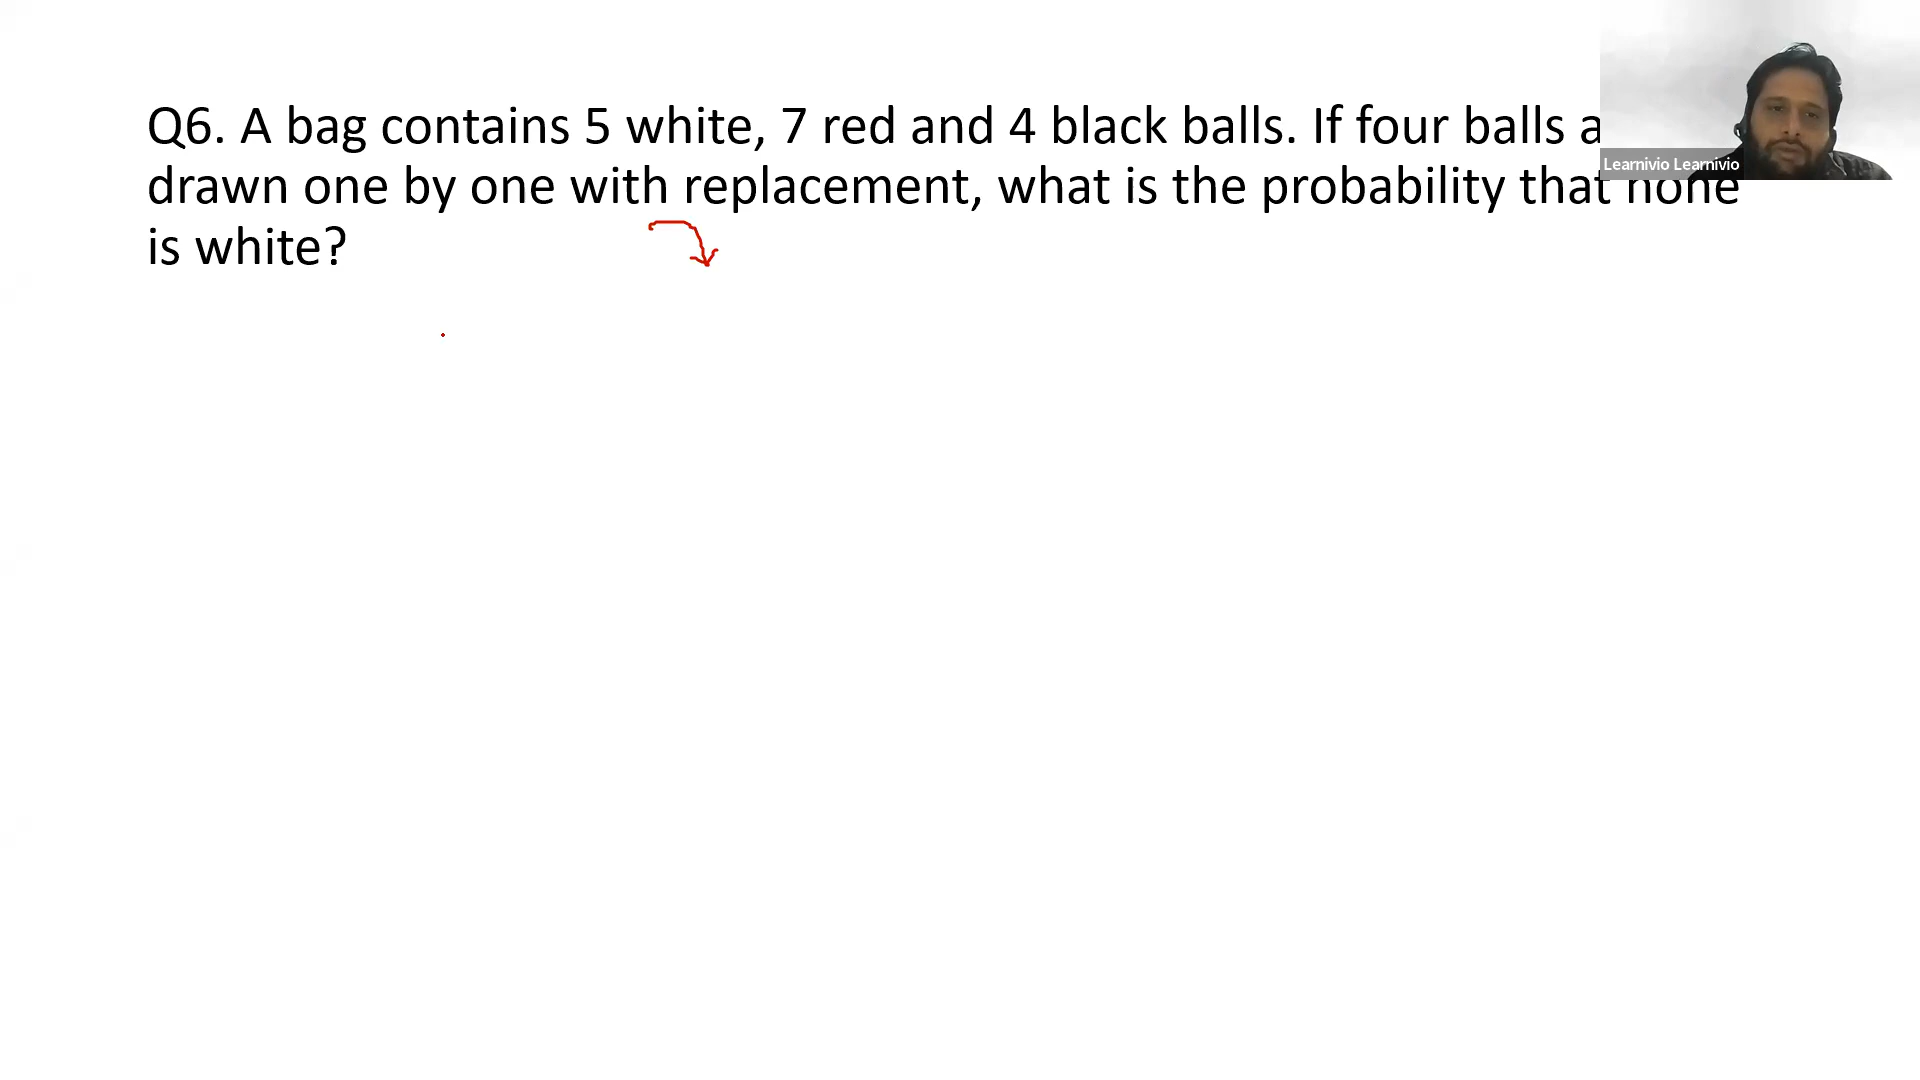 Q6. A bag contains 5 white, 7 red and 4 black balls. If four balls a
drawn one by one with replacement, what is the probability that none
is white?
Learnivio Learnivio